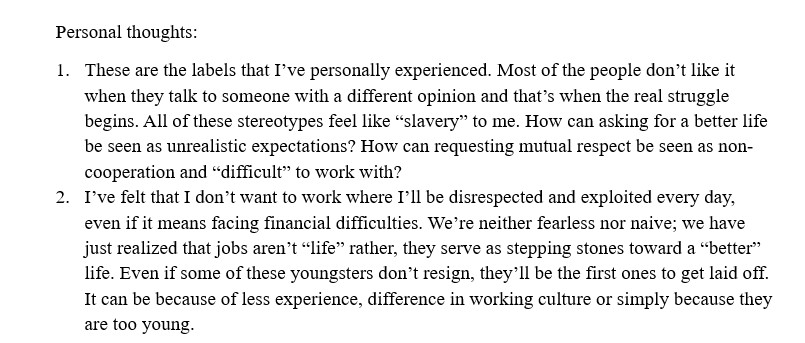 Personal thoughts:
1. These are the labels that I’ve personally experienced. Most of the people don’t like it
when they talk to someone with a different opinion and that’s when the real struggle
begins. All of these stereotypes feel like “slavery” to me. How can asking for a better life
be seen as unrealistic expectations? How can requesting mutual respect be seen as non-
cooperation and “difficult” to work with?
2. I’ve felt that I don’t want to work where I’ll be disrespected and exploited every day,
even if it means facing financial difficulties. We’re neither fearless nor naive; we have
just realized that jobs aren’t “life” rather, they serve as stepping stones toward a “better”
life. Even if some of these youngsters don’t resign, they’ll be the first ones to get laid off.
It can be because of less experience, difference in working culture or simply because they
are too young.